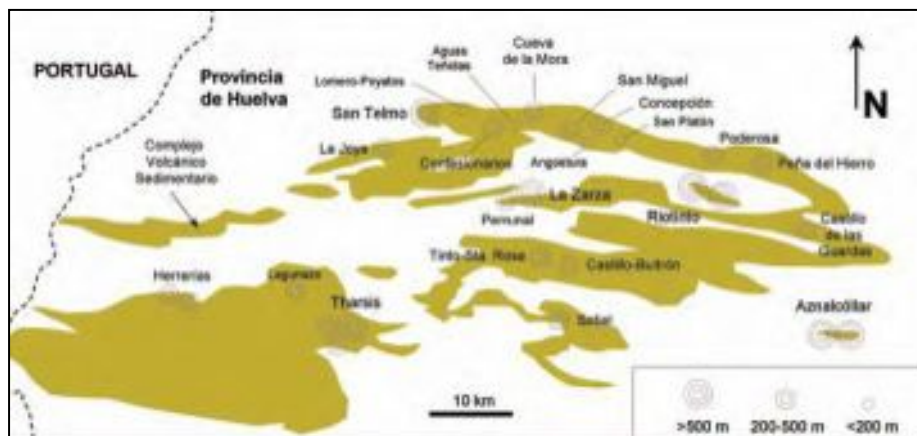 PORTUGAL
Provincia
de Huelva
Aguas
Teñidas
Cueva
de la Mora
Lomero-Poyatos
San Miguel
San Telmo
Concepción
San Platón
N
La Joya
Confesionarios
Angostura
Poderosa
Peña del Hierro
Complejo
Volcánico
Sedimentario
La Zarza
Perrunal
Riotinto
Castillo
de las
Guardas
Tinto-Sta. Rosa
Castillo-Buitrón
Herrerías
Lagunazo
Tharsis
Sotiel
Aznalcóllar
10 km
>500 m
200-500 m
<200 m